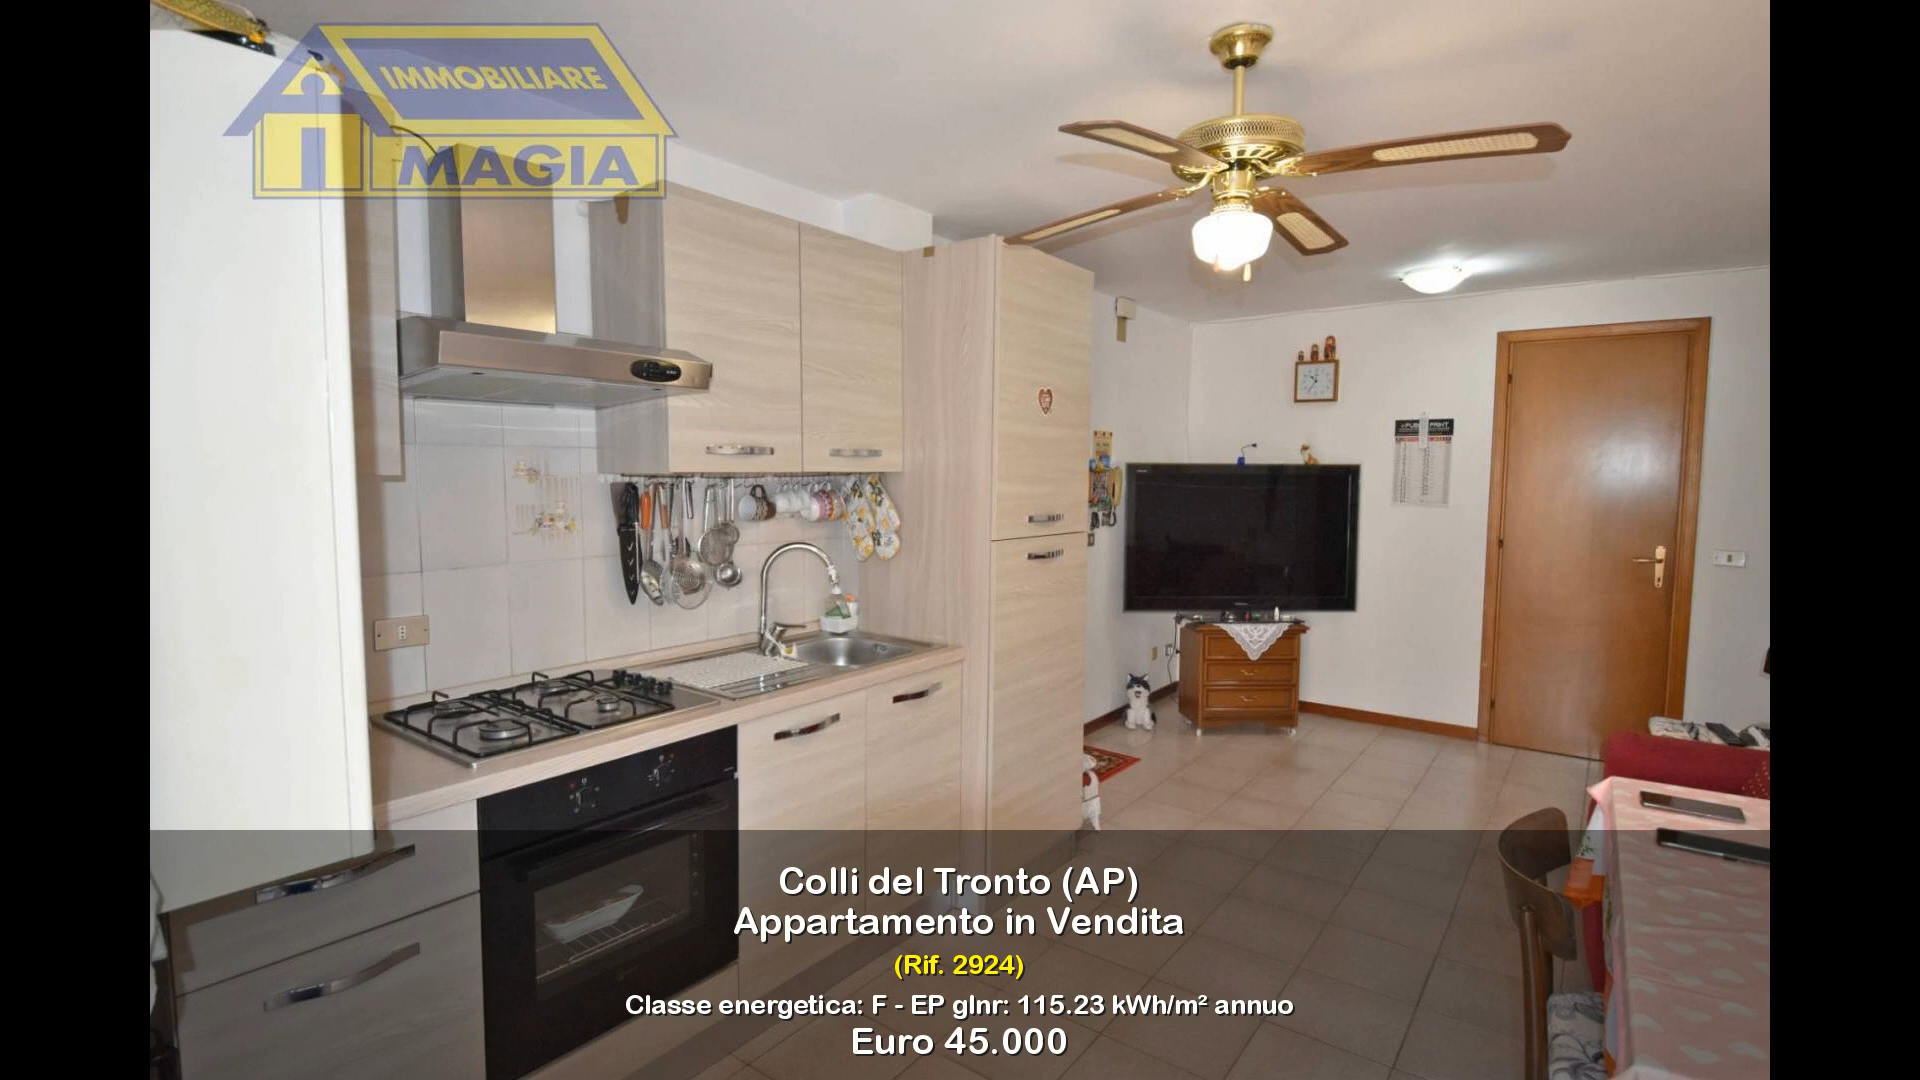 IMMOBILIARE
MAGIA
Colli del Tronto (AP)
Appartamento in Vendita
(Rif. 2924)
Classe energetica: F - EP glnr: 115.23 kWh/m² annuo
Euro 45.000